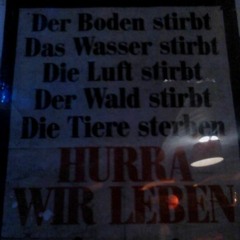 Der Boden stirbt
Das Wasser stirbt
Die Luft stirbt
Der Wald stirbt
Die Tiere sterben
HURRA
WIR LEBEN